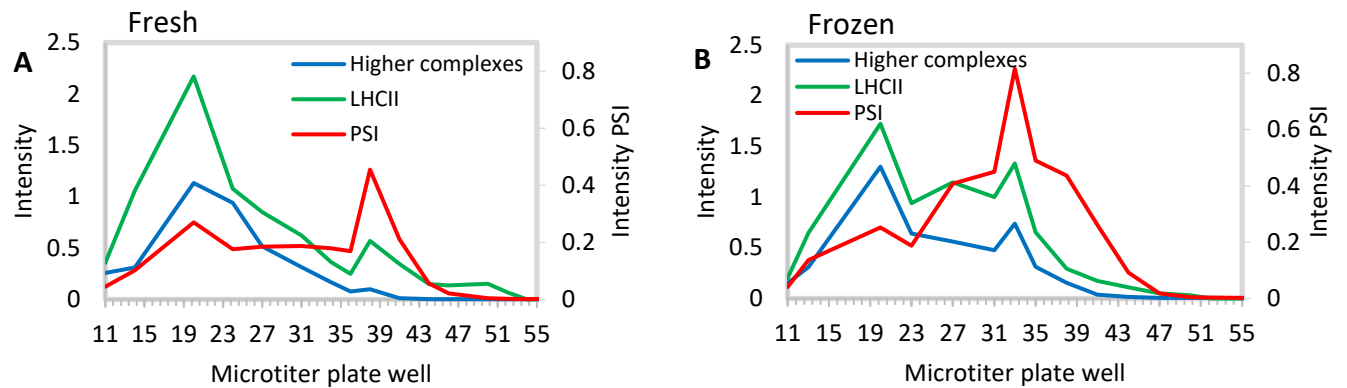 Fresh
A
2.5
2
1.5
1
0.5
0
Intensity
Higher complexes
LHCII
PSI
0.8
0.6
0.4
0.2
0
Intensity PSI
11 15 19 23 27 31 35 39 43 47 51 55
Microtiter plate well
Frozen
B
2.5
2
1.5
1
0.5
0
Intensity
Higher complexes
LHCII
PSI
0.8
0.6
0.4
0.2
0
Intensity PSI
11 15 19 23 27 31 35 39 43 47 51 55
Microtiter plate well